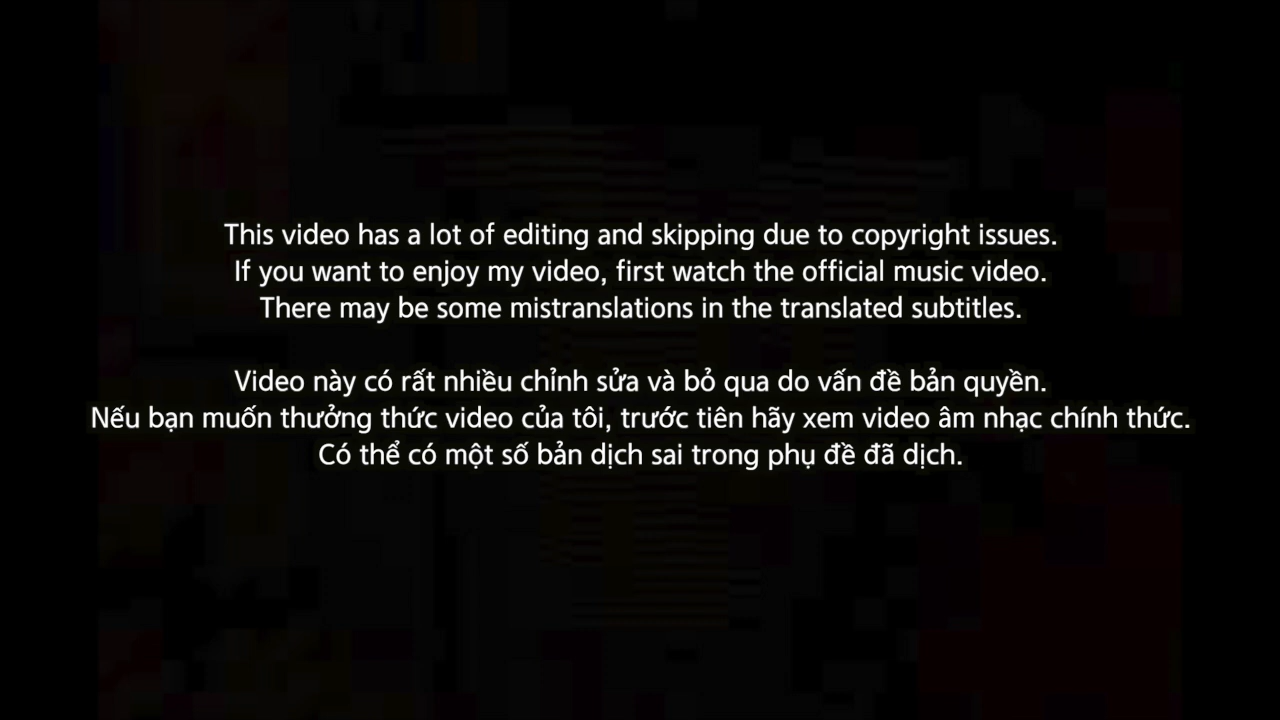 This video has a lot of editing and skipping due to copyright issues.
If you want to enjoy my video, first watch the official music video.
There may be some mistranslations in the translated subtitles.
Video này có rất nhiều chỉnh sửa và bỏ qua do vấn đề bản quyền.
Nếu bạn muốn thưởng thức video của tôi, trước tiên hãy xem video âm nhạc chính thức.
Có thể có một số bản dịch sai trong phụ đề đã dịch.